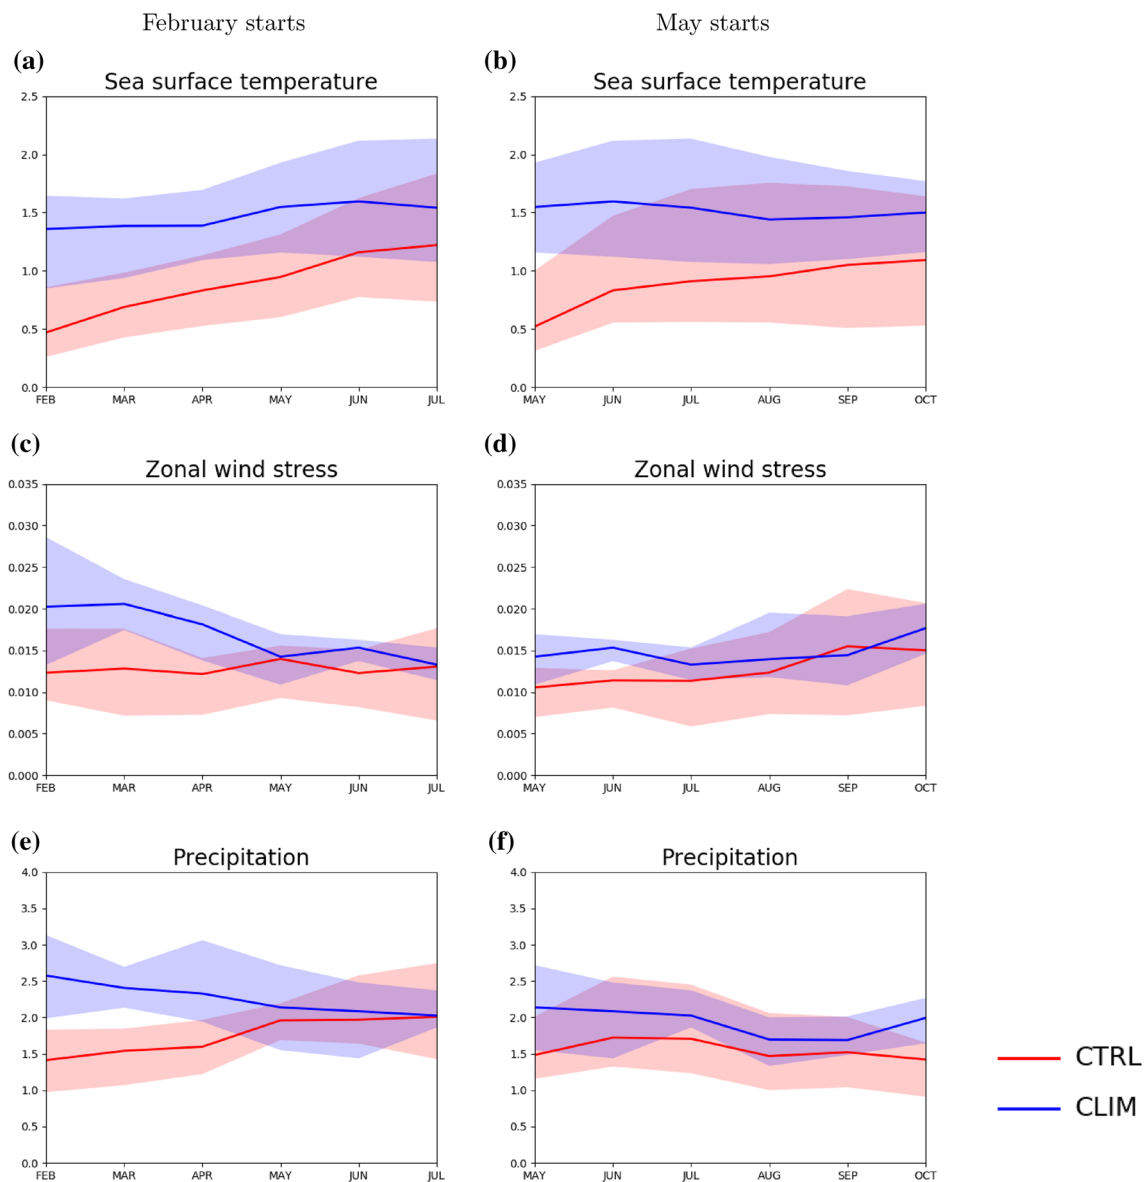 February starts
May starts
(a)
(b)
Sea surface temperature
Sea surface temperature
2.5
2.0
1.5
1.0
0.5
0.0
FEB MAR APR MAY JUN JUL
2.5
2.0
1.5
1.0
0.5
0.0
MAY JUN JUL AUG SEP OCT
(c)
(d)
Zonal wind stress
Zonal wind stress
0.035
0.030
0.025
0.020
0.015
0.010
0.005
0.000
FEB MAR APR MAY JUN JUL
0.035
0.030
0.025
0.020
0.015
0.010
0.005
0.000
MAY JUN JUL AUG SEP OCT
(e)
(f)
Precipitation
Precipitation
4.0
3.5
3.0
2.5
2.0
1.5
1.0
0.5
0.0
FEB MAR APR MAY JUN JUL
4.0
3.5
3.0
2.5
2.0
1.5
1.0
0.5
0.0
MAY JUN JUL AUG SEP OCT
CTRL
CLIM